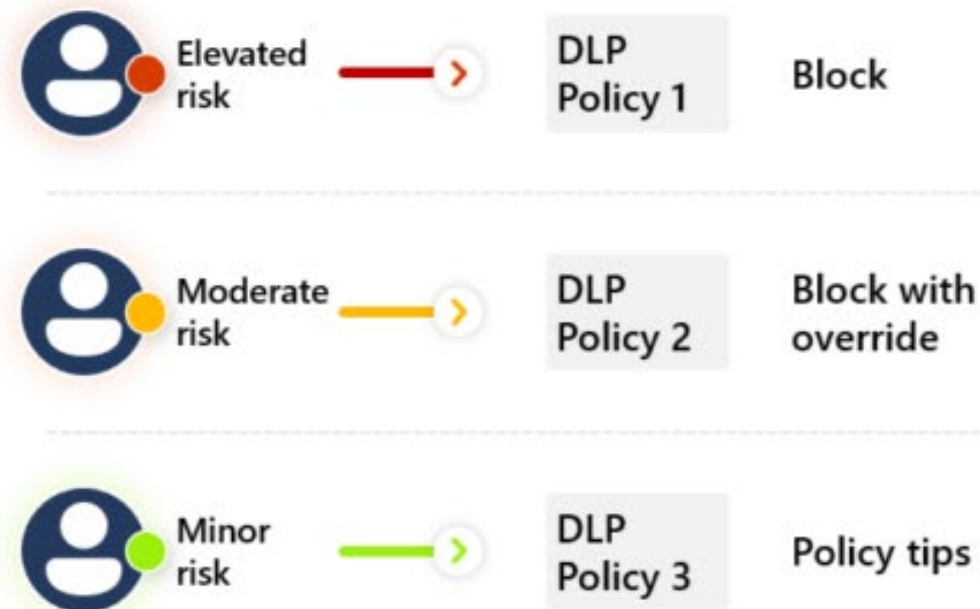 Elevated
risk
DLP
Policy 1
Block
Moderate
risk
DLP
Policy 2
Block with
override
Minor
risk
DLP
Policy 3
Policy tips